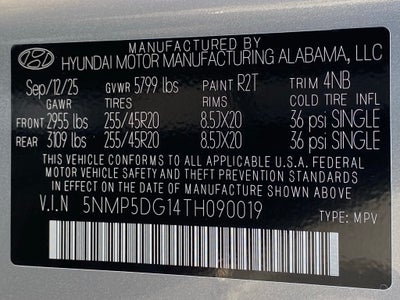 MANUFACTURED BY
HYUNDAI MOTOR MANUFACTURING ALABAMA, LLC
Sep/12/25 GVWR 5799 lbs PAINT R2T TRIM 4NB
GAWR TIRES RIMS COLD TIRE INFL
FRONT 2955 lbs 255/45R20 8.5JX20 36 psi SINGLE
REAR 3109 lbs 255/45R20 8.5JX20 36 psi SINGLE
THIS VEHICLE CONFORMS TO ALL APPLICABLE U.S.A. FEDERAL
MOTOR VEHICLE SAFETY AND THEFT PREVENTION STANDARDS
IN EFFECT ON THE DATE OF MANUFACTURE SHOWN ABOVE
V.I.N 5NMP5DG14TH090019 TYPE: MPV